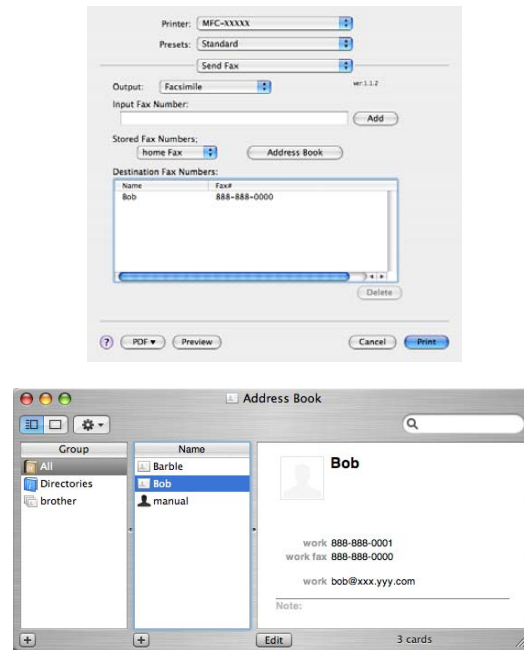 Printer: MFC-XXXXX
Presets: Standard
Send Fax
Output: Facsimile ver:1.1.2
Input Fax Number:
Add
Stored Fax Numbers:
home Fax Address Book
Destination Fax Numbers:
Name Fax#
Bob 888-888-0000
Delete
? PDF▼ Preview Cancel Print
Address Book
Group Name
All Barble Bob
Directories Bob
brother manual
work 888-888-0001
work fax 888-888-0000
work bob@xxx.yyy.com
Note:
+ + Edit 3 cards